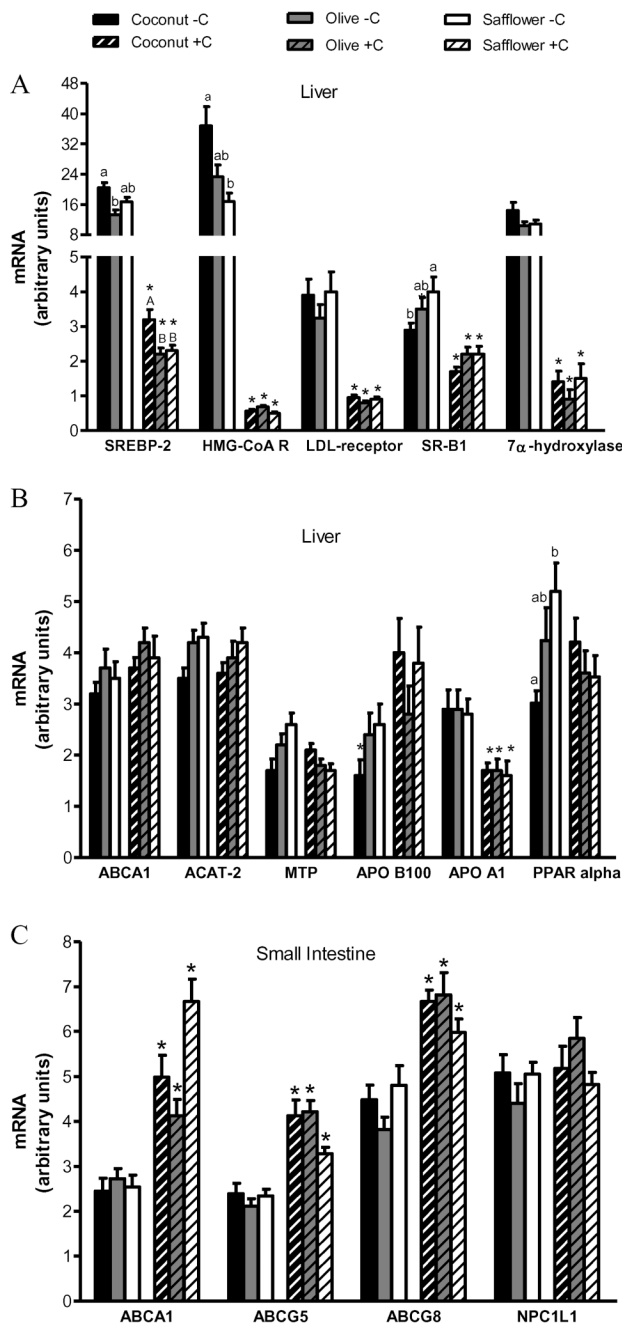 Coconut -C Olive -C Safflower -C
Coconut +C Olive +C Safflower +C
A
Liver
mRNA
(arbitrary units)
48
40
32
24
16
8
5
4
3
2
1
0
a
b
ab
*
A
* *
B B
a
ab
b
* * *
* * *
b
ab
a
* * *
* * *
SREBP-2 HMG-CoA R LDL-receptor SR-B1 7α-hydroxylase
B
Liver
mRNA
(arbitrary units)
7
6
5
4
3
2
1
0
*
* * *
a
ab
b
ABCA1 ACAT-2 MTP APO B100 APO A1 PPAR alpha
C
Small Intestine
mRNA
(arbitrary units)
8
7
6
5
4
3
2
1
0
* * *
* * *
* * *
ABCA1 ABCG5 ABCG8 NPC1L1